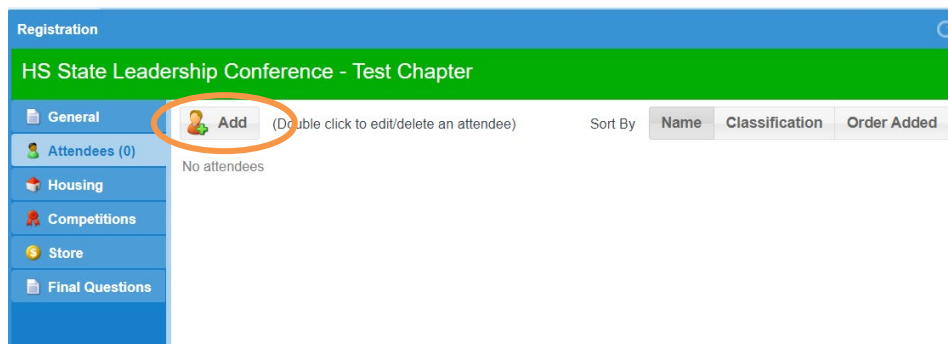 Registration
HS State Leadership Conference - Test Chapter
General
Add (Double click to edit/delete an attendee) Sort By Name Classification Order Added
Attendees (0)
No attendees
Housing
Competitions
Store
Final Questions